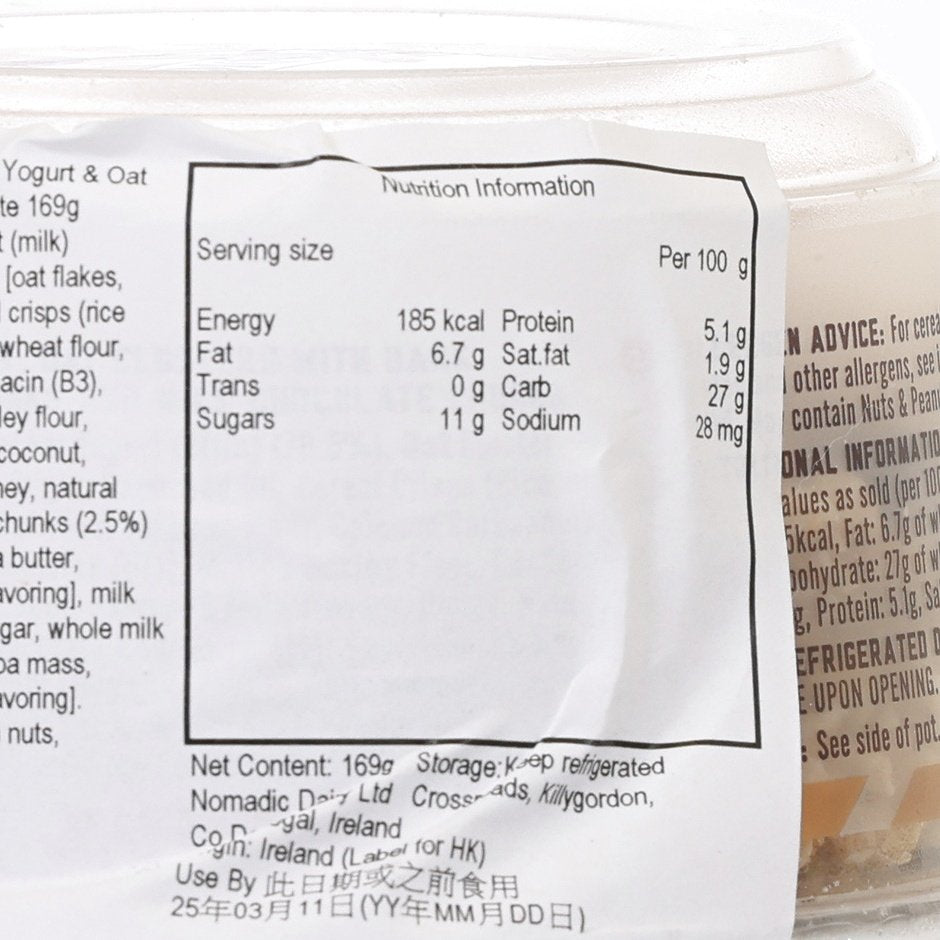 Yogurt & Oat
te 169g
(milk)
[oat flakes,
crisps (rice
wheat flour,
acin (B3),
ley flour,
coconut,
ney, natural
chunks (2.5%)
butter,
avoring], milk
gar, whole milk
oa mass,
avoring].
nuts,
Nutrition Information
Serving size Per 100 g
Energy 185 kcal Protein 5.1 g
Fat 6.7 g Sat.fat 1.9 g
Trans 0 g Carb 27 g
Sugars 11 g Sodium 28 mg
Net Content: 169g Storage: Keep refrigerated
Nomadic Dairy Ltd Crossroads, Killygordon,
Co. Donegal, Ireland
Origin: Ireland (Label for HK)
Use By 此日期或之前食用
25年03月11日(YY年MM月DD日)
N ADVICE: For cerea
other allergens, see i
contain Nuts & Peanu
ONAL INFORMATIO
alues as sold (per 10
5kcal, Fat: 6.7g of w
bohydrate: 27g of w
g, Protein: 5.1g, Sa
EFRIGERATED
E UPON OPENING.
: See side of pot.